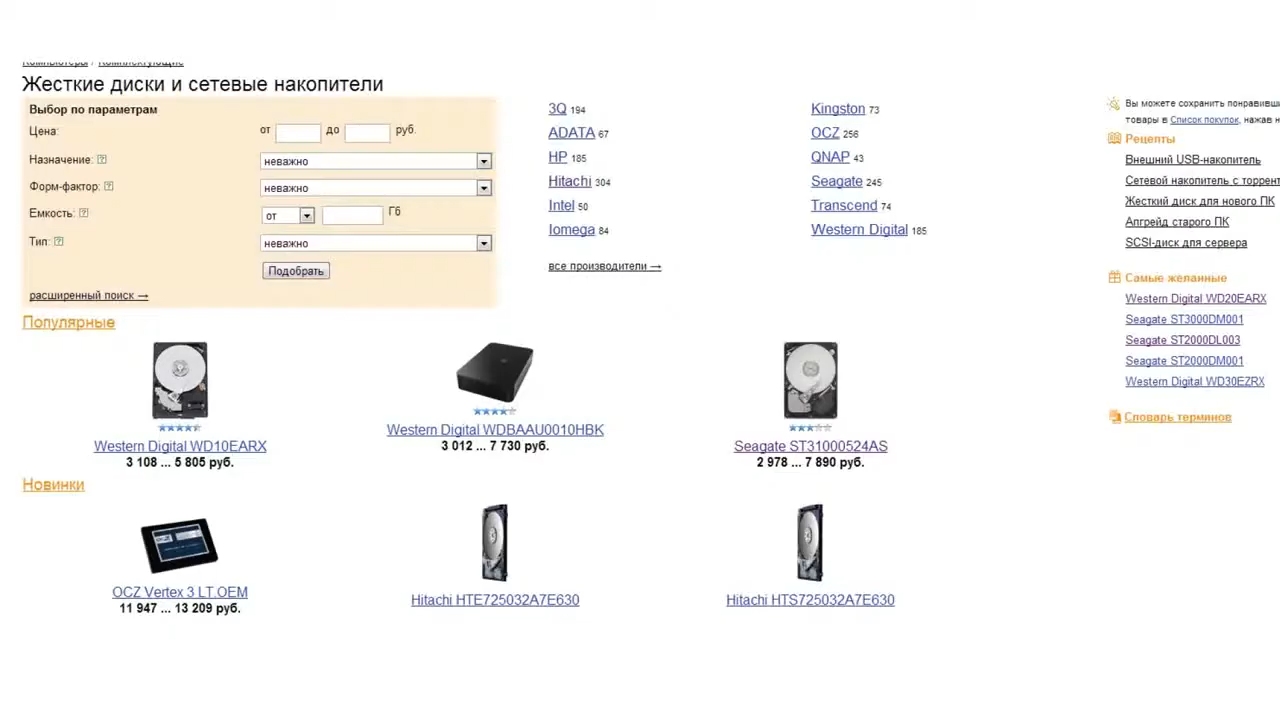 Компьютеры / Комплектующие
Жесткие диски и сетевые накопители
Выбор по параметрам
Цена: от до руб.
Назначение: ? неважно
Форм-фактор: ? неважно
Емкость: ? от Гб
Тип: ? неважно
Подобрать
расширенный поиск →
3Q 194
ADATA 67
HP 185
Hitachi 304
Intel 50
Iomega 84
все производители →
Kingston 73
OCZ 256
QNAP 43
Seagate 245
Transcend 74
Western Digital 185
Вы можете сохранить понравивши
товары в Список покупок, нажав н
Рецепты
Внешний USB-накопитель
Сетевой накопитель с торрент
Жесткий диск для нового ПК
Апгрейд старого ПК
SCSI-диск для сервера
Самые желанные
Western Digital WD20EARX
Seagate ST3000DM001
Seagate ST2000DL003
Seagate ST2000DM001
Western Digital WD30EZRX
Словарь терминов
Популярные
Western Digital WD10EARX
3 108 ... 5 805 руб.
Western Digital WDBAAU0010HBK
3 012 ... 7 730 руб.
Seagate ST31000524AS
2 978 ... 7 890 руб.
Новинки
OCZ Vertex 3 LT.OEM
11 947 ... 13 209 руб.
Hitachi HTE725032A7E630
Hitachi HTS725032A7E630